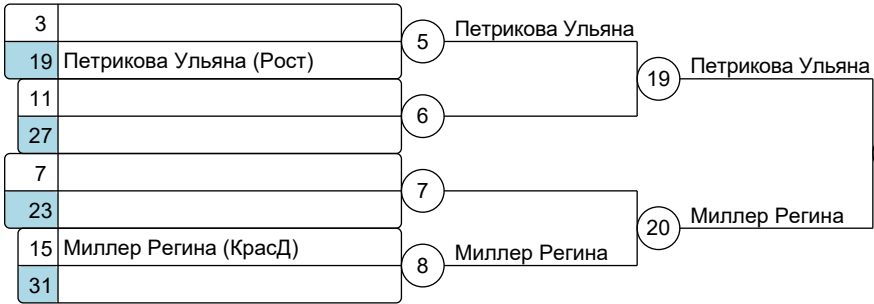 3
5 Петрикова Ульяна
19 Петрикова Ульяна (Рост)
19 Петрикова Ульяна
11
6
27
7
7
23
20 Миллер Регина
15 Миллер Регина (КрасД)
8 Миллер Регина
31